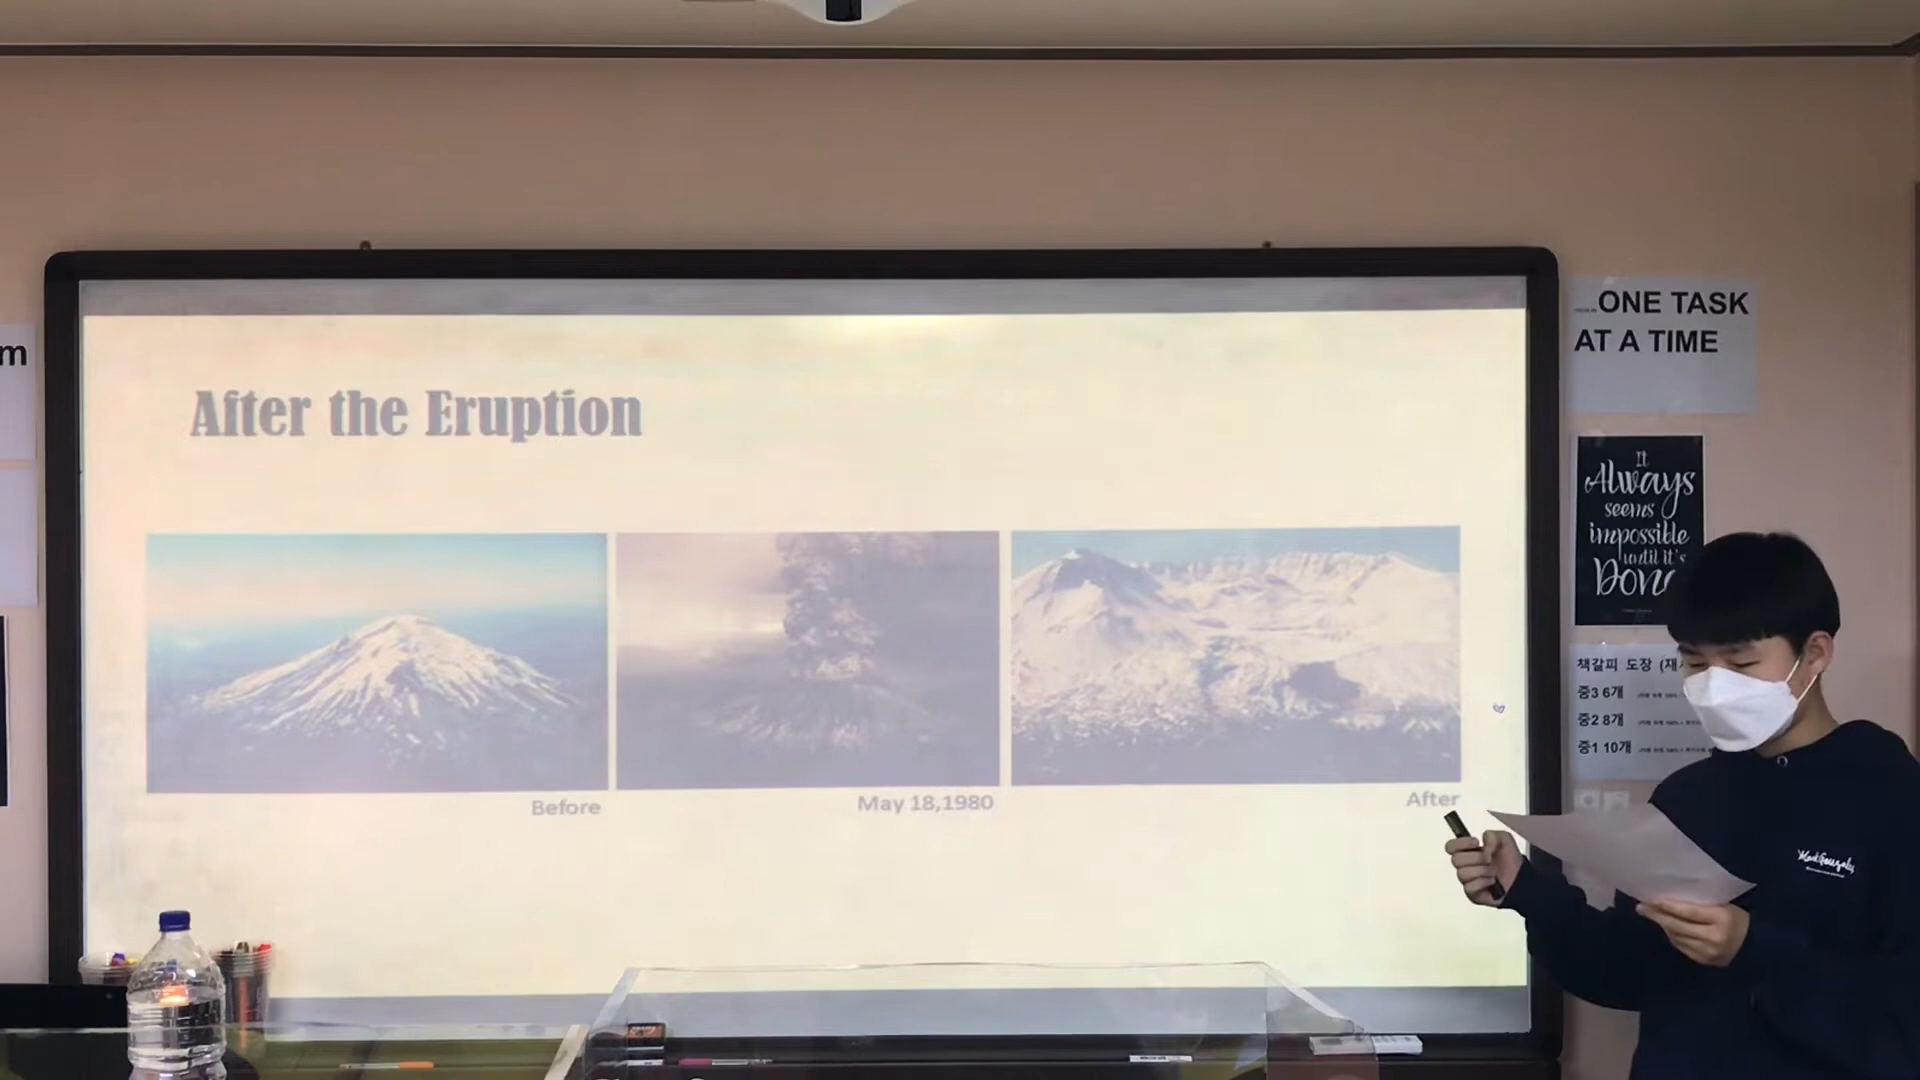 m
After the Eruption
Before
May 18,1980
After
ONE TASK
AT A TIME
It
Always
seems
impossible
until it's
Done
책갈피 도장
중3 6개
중2 8개
중1 10개